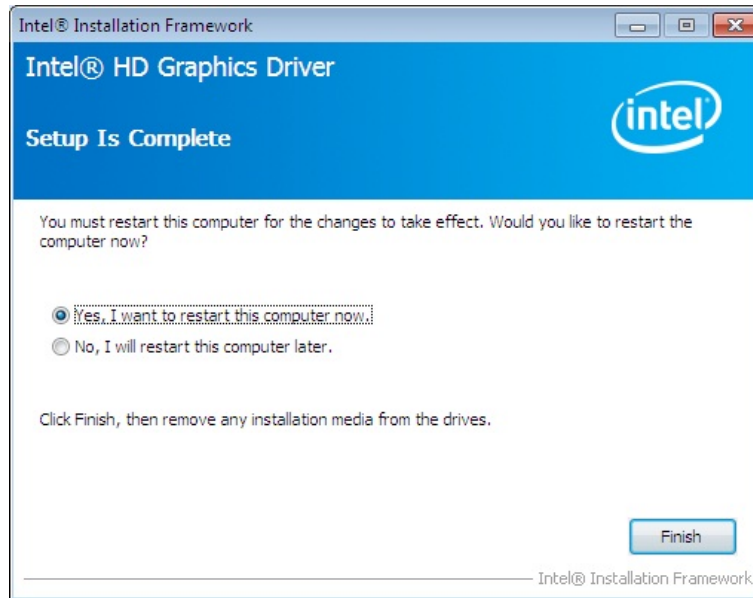 Intel® Installation Framework
Intel® HD Graphics Driver
Setup Is Complete
intel
You must restart this computer for the changes to take effect. Would you like to restart the
computer now?
Yes, I want to restart this computer now.
No, I will restart this computer later.
Click Finish, then remove any installation media from the drives.
Finish
Intel® Installation Framework